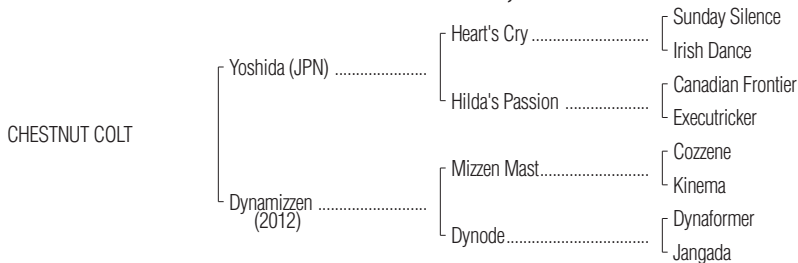 Sunday Silence
Heart's Cry ........................
Irish Dance
Yoshida (JPN) ......................
Canadian Frontier
Hilda's Passion ...................
Executricker
CHESTNUT COLT
Cozzene
Mizzen Mast.........................
Kinema
Dynamizzen .........................
(2012)
Dynaformer
Dynode.................................
Jangada